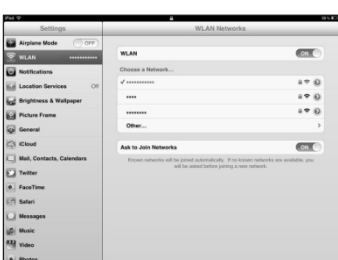 iPad
Settings
WLAN Networks
Airplane Mode OFF
WLAN
Notifications
Location Services Off
Brightness & Wallpaper
Picture Frame
General
iCloud
Mail, Contacts, Calendars
Twitter
FaceTime
Safari
Messages
Music
Video
Photos
WLAN ON
Choose a Network...
Other...
Ask to Join Networks ON
Known networks will be joined automatically. If no known networks are available, you
will be asked before joining a new network.